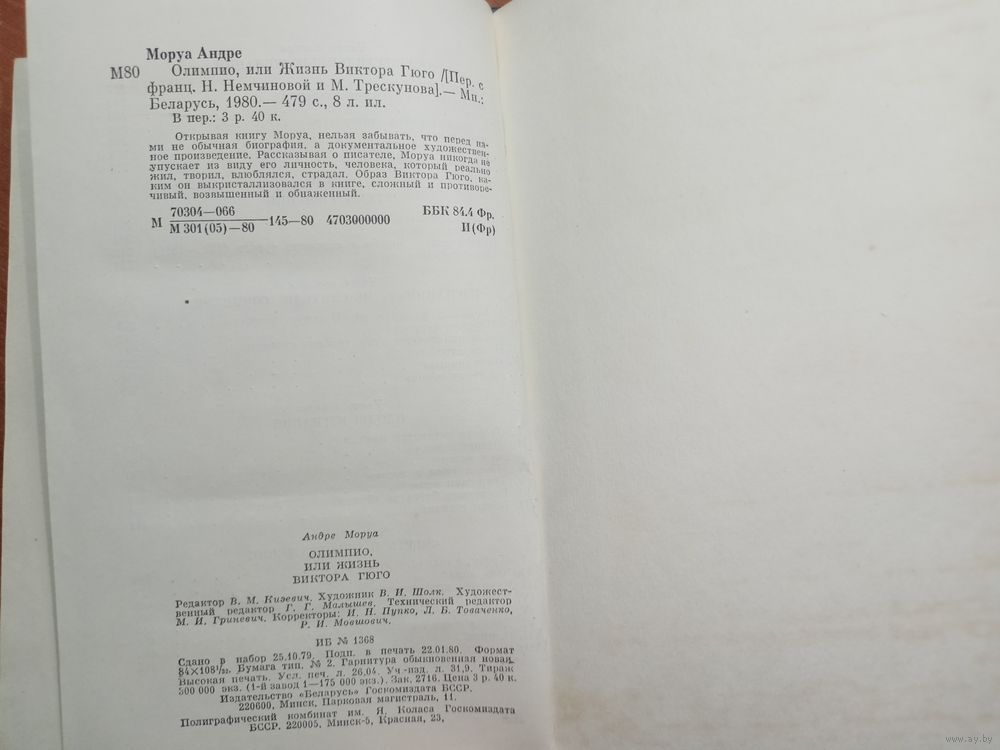 Моруа Андре
М80 Олимпио, или Жизнь Виктора Гюго /[Пер. с
франц. Н. Немчиновой и М. Трескунова].— Мн.:
Беларусь, 1980.— 479 с., 8 л. ил.
В пер.: 3 р. 40 к.
Открывая книгу Моруа, нельзя забывать, что перед на-
ми не обычная биография, а документальное художествен-
ное произведение. Рассказывая о писателе, Моруа никогда не
упускает из виду его личность, человека, который реально
жил, творил, влюблялся, страдал. Образ Виктора Гюго, ка-
ким он выкристаллизовался в книге, сложный и противоре-
чивый, возвышенный и обнаженный.
М 70304—066
М 301(05)—80
145—80 4703000000
ББК 84.4 Фр.
И(Фр)
Андре Моруа
ОЛИМПИО,
ИЛИ ЖИЗНЬ
ВИКТОРА ГЮГО
Редактор В. М. Кизевич. Художник В. И. Шолк. Художест-
венный редактор Г. Г. Малышев. Технический редактор
М. И. Гриневич. Корректоры: И. Н. Пупко, Л. Б. Товаченко,
Р. И. Мовшович.
ИБ № 1368
Сдано в набор 25.10.79. Подп. в печать 22.01.80. Формат
84×108¹/₃₂. Бумага тип. № 2. Гарнитура обыкновенная новая.
Высокая печать. Усл. печ. л. 26,04. Уч-изд. л. 31,9. Тираж
300 000 экз. (1-й завод 1—175 000 экз.). Зак. 2716. Цена 3 р. 40 к.
Издательство «Беларусь» Госкомиздата БССР.
220600, Минск, Парковая магистраль, 11.
Полиграфический комбинат им. Я. Коласа Госкомиздата
БССР. 220005, Минск-5, Красная, 23,
www.ay.by